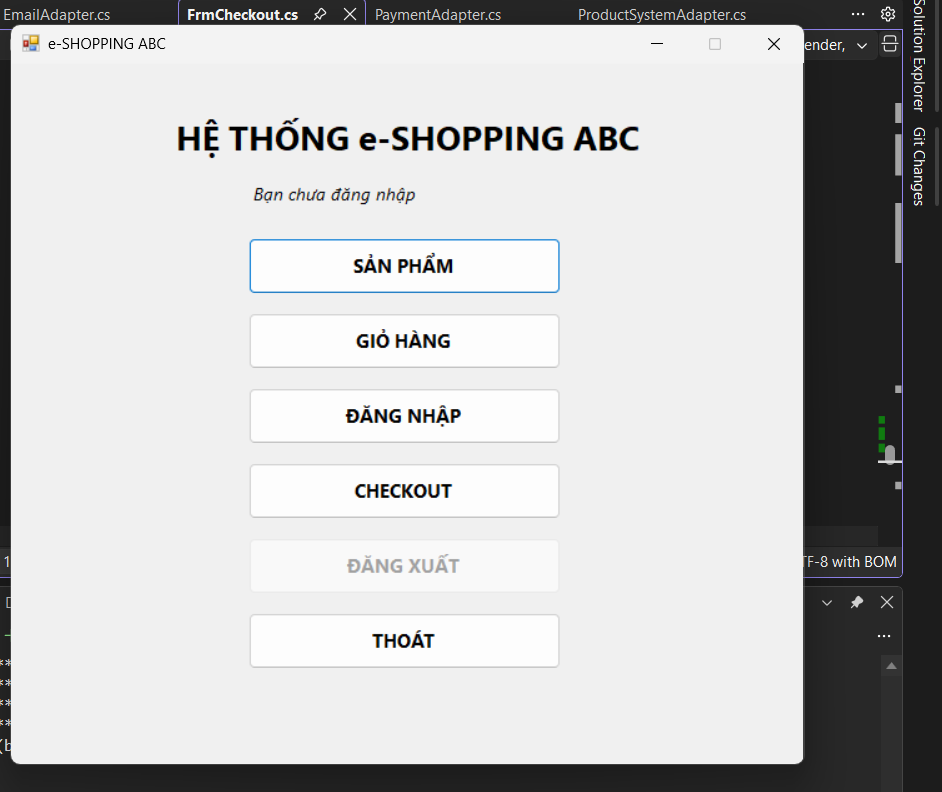 EmailAdapter.cs
FrmCheckout.cs
PaymentAdapter.cs
ProductSystemAdapter.cs
e-SHOPPING ABC
ender,
Solution Explorer
Git Changes
HỆ THỐNG e-SHOPPING ABC
Bạn chưa đăng nhập
SẢN PHẨM
GIỎ HÀNG
ĐĂNG NHẬP
CHECKOUT
ĐĂNG XUẤT
THOÁT
TF-8 with BOM
**
**
**
**
(b